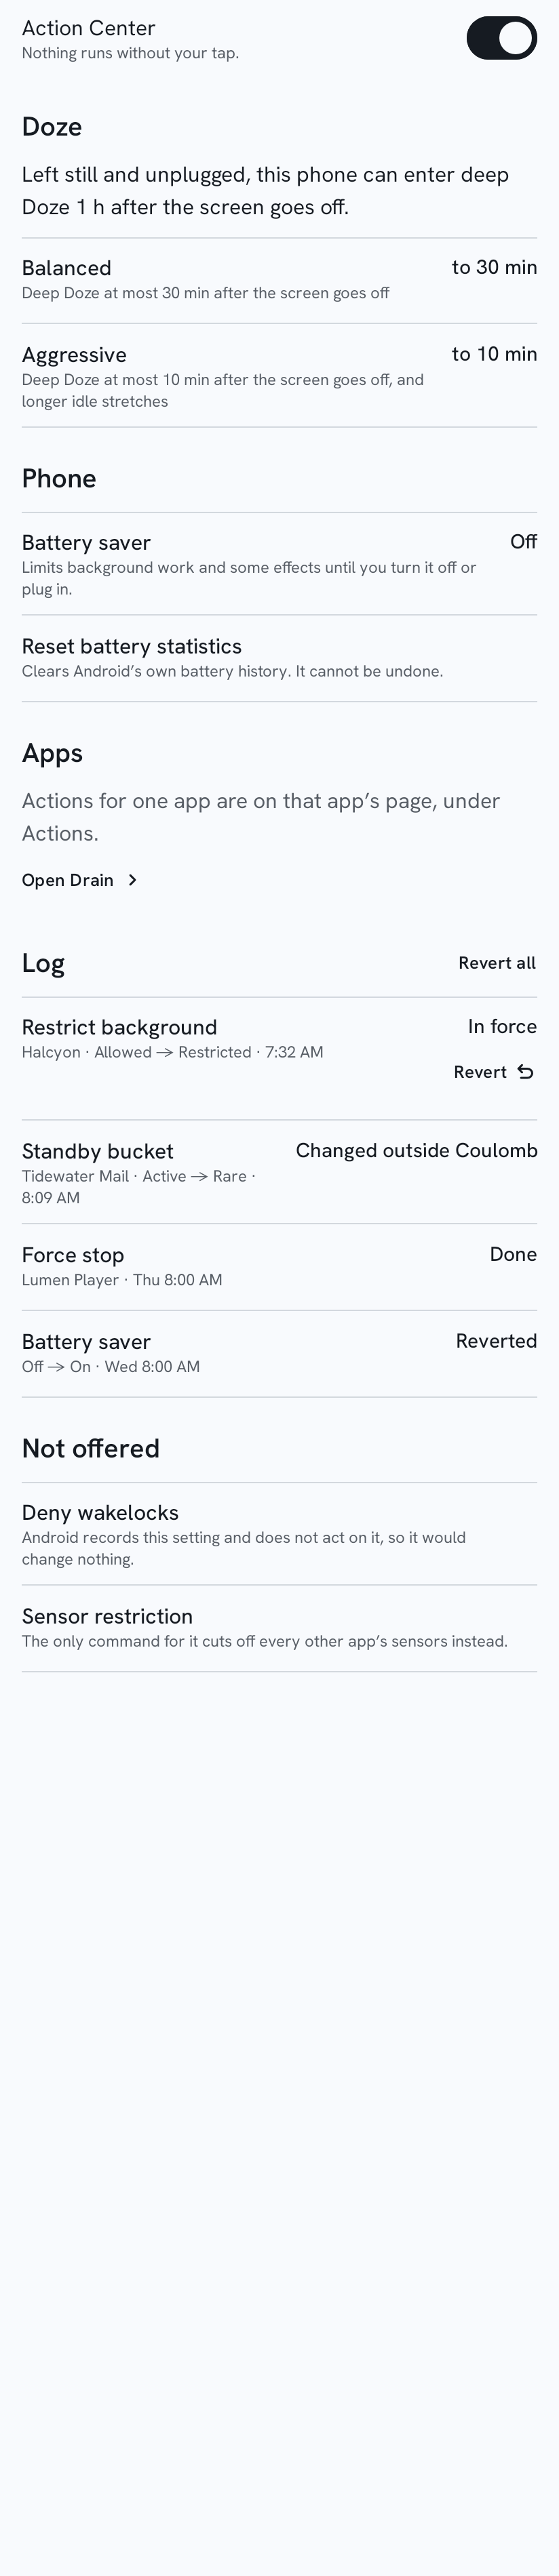 Action Center
Nothing runs without your tap.
Doze
Left still and unplugged, this phone can enter deep
Doze 1 h after the screen goes off.
Balanced
to 30 min
Deep Doze at most 30 min after the screen goes off
Aggressive
to 10 min
Deep Doze at most 10 min after the screen goes off, and
longer idle stretches
Phone
Battery saver
Off
Limits background work and some effects until you turn it off or
plug in.
Reset battery statistics
Clears Android’s own battery history. It cannot be undone.
Apps
Actions for one app are on that app’s page, under
Actions.
Open Drain
Log
Revert all
Restrict background
In force
Halcyon · Allowed → Restricted · 7:32 AM
Revert
Standby bucket
Changed outside Coulomb
Tidewater Mail · Active → Rare ·
8:09 AM
Force stop
Done
Lumen Player · Thu 8:00 AM
Battery saver
Reverted
Off → On · Wed 8:00 AM
Not offered
Deny wakelocks
Android records this setting and does not act on it, so it would
change nothing.
Sensor restriction
The only command for it cuts off every other app’s sensors instead.